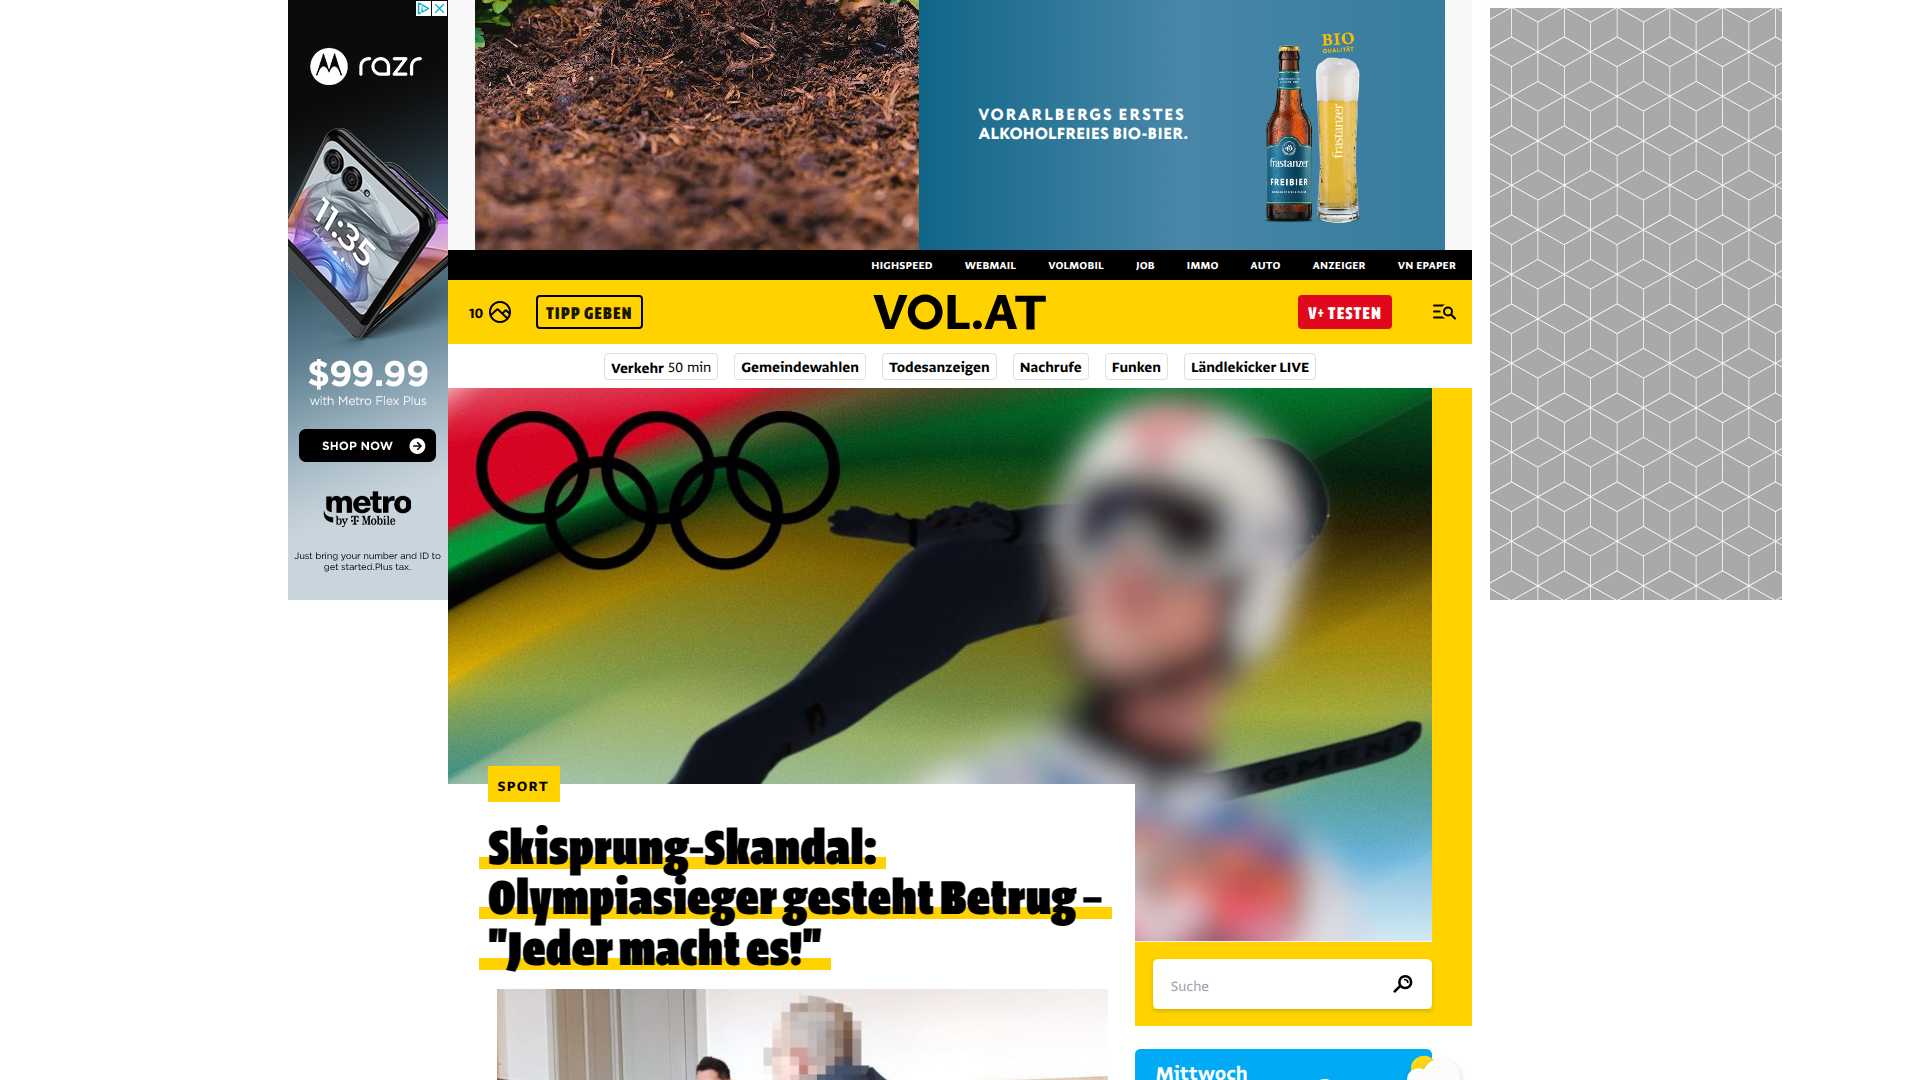 razr
11:35
$99.99
with Metro Flex Plus
SHOP NOW
metro
by T Mobile
Just bring your number and ID to
get started.Plus tax.
VORARLBERGS ERSTES
ALKOHOLFREIES BIO-BIER.
BIO
QUALITÄT
frastanzer
FREIBIER
frastanzer
HIGHSPEED
WEBMAIL
VOLMOBIL
JOB
IMMO
AUTO
ANZEIGER
VN EPAPER
10
TIPP GEBEN
VOL.AT
V+ TESTEN
Verkehr 50 min
Gemeindewahlen
Todesanzeigen
Nachrufe
Funken
Ländlekicker LIVE
UGMENT
SPORT
Skisprung-Skandal:
Olympiasieger gesteht Betrug –
"Jeder macht es!"
Suche
Mittwoch